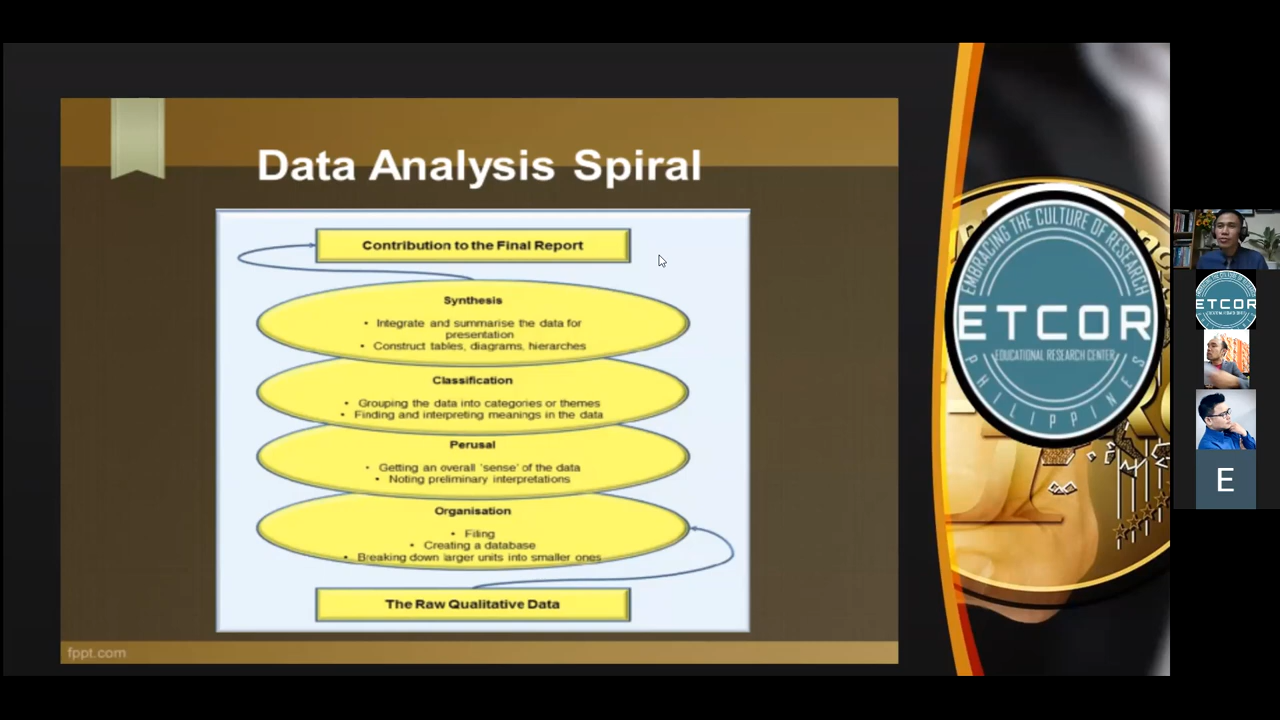 Data Analysis Spiral
Contribution to the Final Report
Synthesis
• Integrate and summarise the data for
presentation
• Construct tables, diagrams, hierarchies
Classification
• Grouping the data into categories or themes
• Finding and interpreting meanings in the data
Perusal
• Getting an overall 'sense' of the data
• Noting preliminary interpretations
Organisation
• Filing
• Creating a database
• Breaking down larger units into smaller ones
The Raw Qualitative Data
fppt.com
EMBRACING THE CULTURE OF RESEARCH
ETCOR
EDUCATIONAL RESEARCH CENTER
PHILIPPINES
ETCOR
E